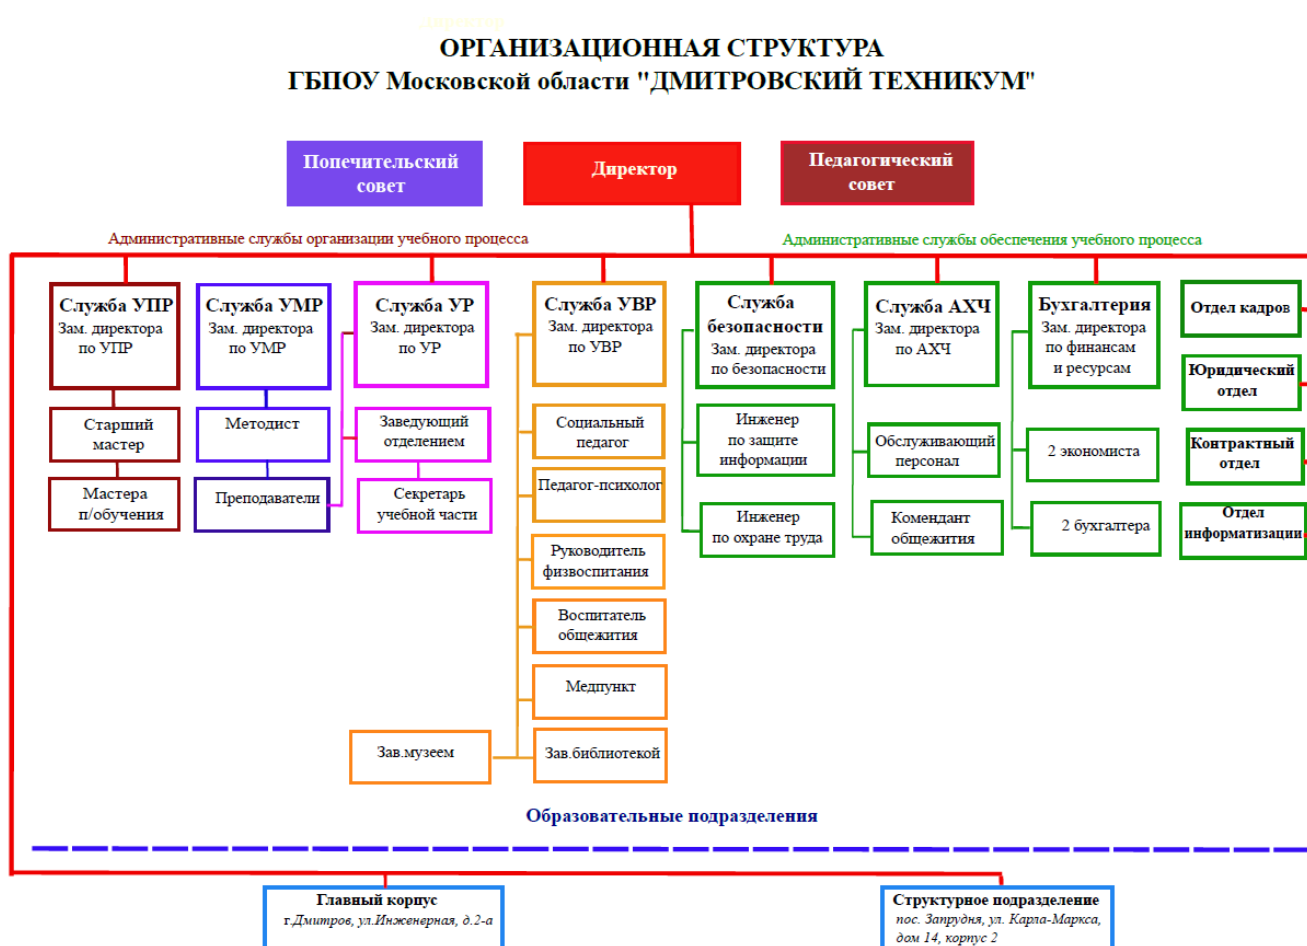 ОРГАНИЗАЦИОННАЯ СТРУКТУРА
ГБПОУ Московской области "ДМИТРОВСКИЙ ТЕХНИКУМ"
Попечительский
совет
Директор
Педагогический
совет
Административные службы организации учебного процесса
Административные службы обеспечения учебного процесса
Служба УПР
Зам. директора
по УПР
Старший
мастер
Мастера
п/обучения
Служба УМР
Зам. директора
по УМР
Методист
Преподаватели
Служба УР
Зам. директора
по УР
Заведующий
отделением
Секретарь
учебной части
Служба УВР
Зам. директора
по УВР
Социальный
педагог
Педагог-психолог
Руководитель
физвоспитания
Воспитатель
общежития
Медпункт
Зав.музеем
Зав.библиотекой
Служба
безопасности
Зам. директора
по безопасности
Инженер
по защите
информации
Инженер
по охране труда
Служба АХЧ
Зам. директора
по АХЧ
Обслуживающий
персонал
Комендант
общежития
Бухгалтерия
Зам. директора
по финансам
и ресурсам
2 экономиста
2 бухгалтера
Отдел кадров
Юридический
отдел
Контрактный
отдел
Отдел
информатизации
Образовательные подразделения
Главный корпус
г.Дмитров, ул.Инженерная, д.2-а
Структурное подразделение
пос. Запрудня, ул. Карла-Маркса,
дом 14, корпус 2